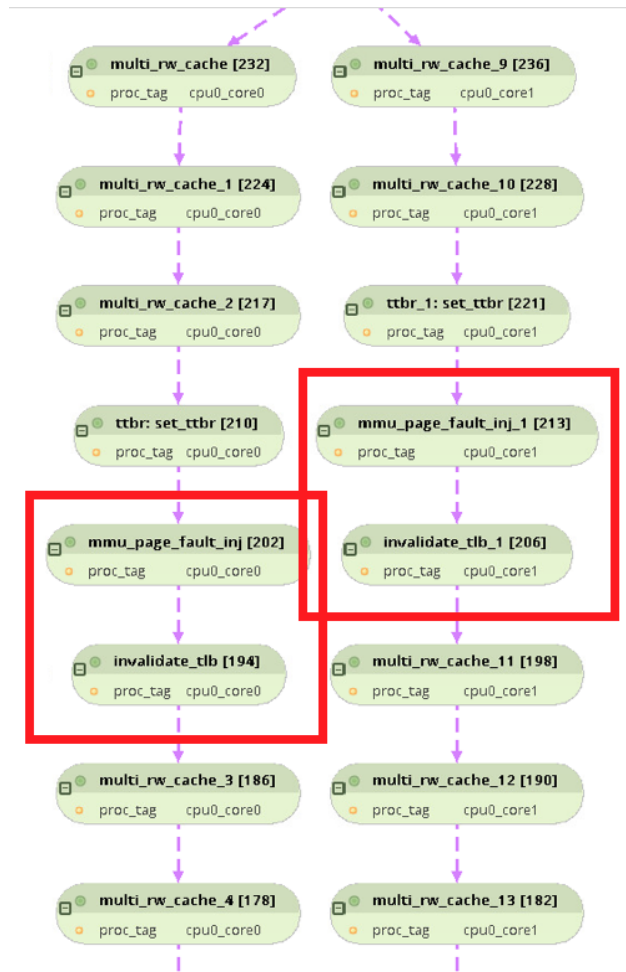 multi_rw_cache [232]
proc_tag cpu0_core0
multi_rw_cache_1 [224]
proc_tag cpu0_core0
multi_rw_cache_2 [217]
proc_tag cpu0_core0
ttbr: set_ttbr [210]
proc_tag cpu0_core0
mmu_page_fault_inj [202]
proc_tag cpu0_core0
invalidate_tlb [194]
proc_tag cpu0_core0
multi_rw_cache_3 [186]
proc_tag cpu0_core0
multi_rw_cache_4 [178]
proc_tag cpu0_core0
multi_rw_cache_9 [236]
proc_tag cpu0_core1
multi_rw_cache_10 [228]
proc_tag cpu0_core1
ttbr_1: set_ttbr [221]
proc_tag cpu0_core1
mmu_page_fault_inj_1 [213]
proc_tag cpu0_core1
invalidate_tlb_1 [206]
proc_tag cpu0_core1
multi_rw_cache_11 [198]
proc_tag cpu0_core1
multi_rw_cache_12 [190]
proc_tag cpu0_core1
multi_rw_cache_13 [182]
proc_tag cpu0_core1